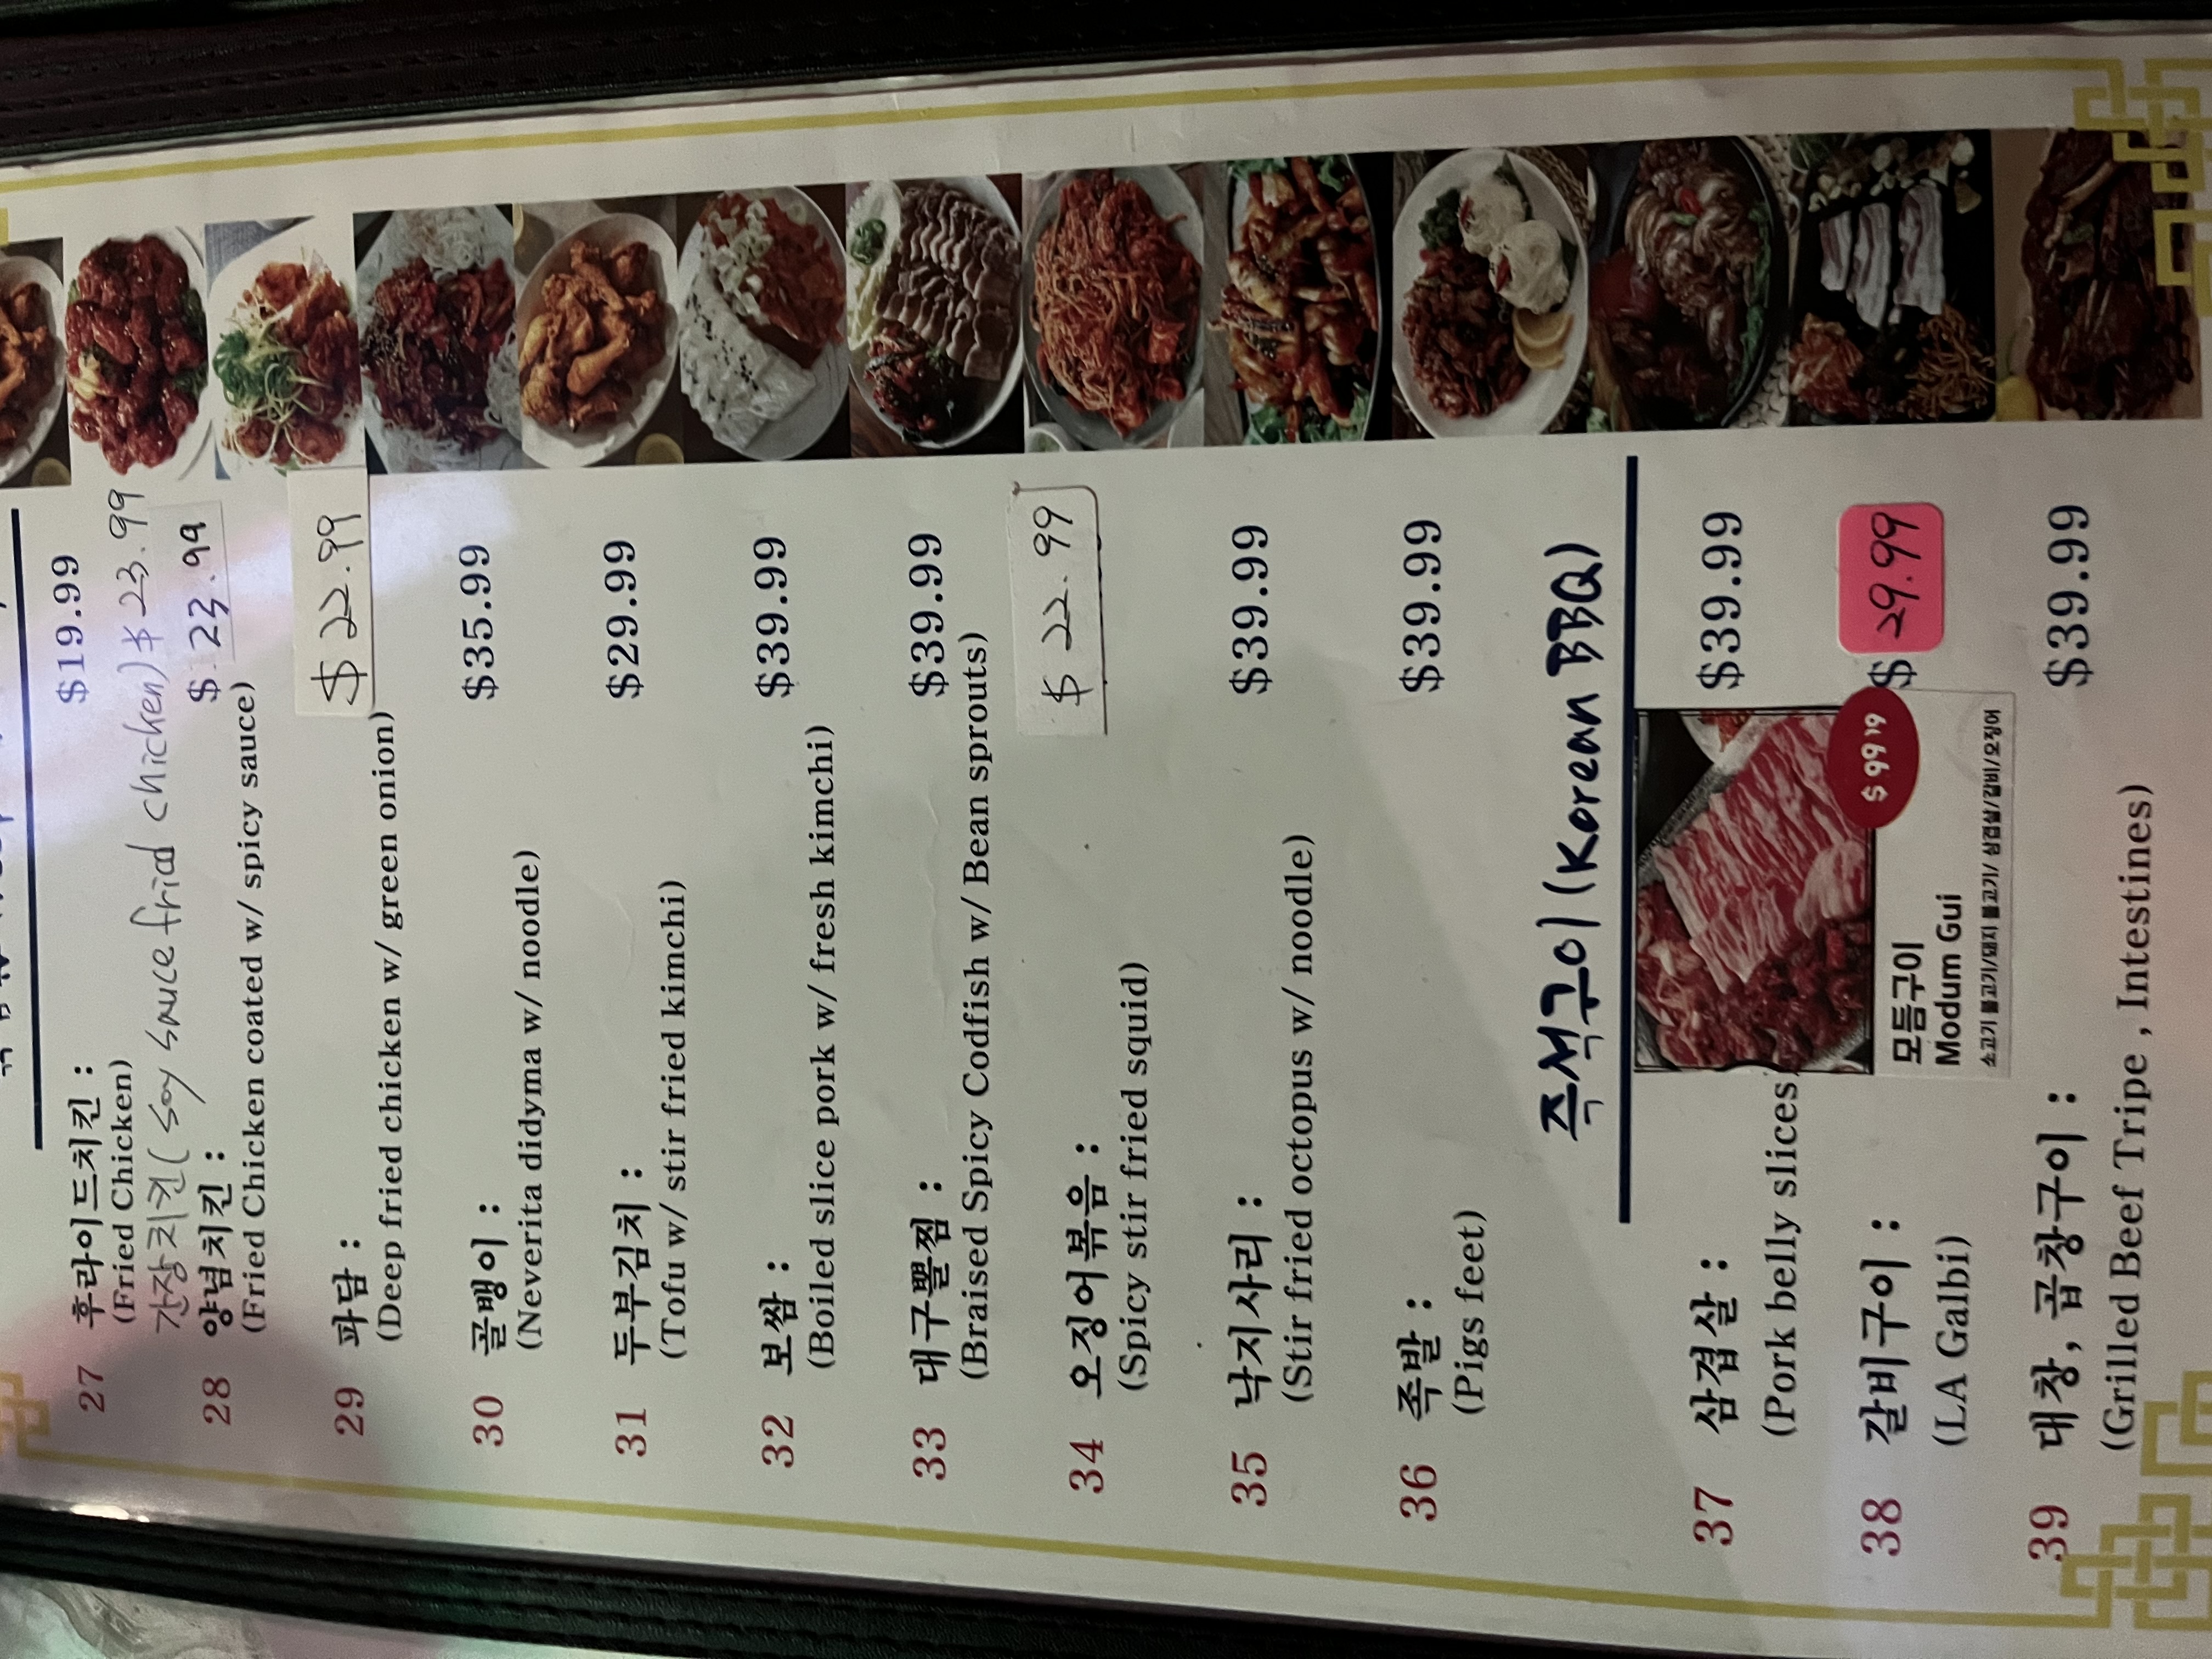 27 후라이드치킨 : $19.99
(Fried Chicken)
간장치킨 (Soy sauce fried chicken) $23.99
28 양념치킨 : $ 23.99
(Fried Chicken coated w/ spicy sauce)
29 파담 : $22.99
(Deep fried chicken w/ green onion)
30 골뱅이 : $35.99
(Neverita didyma w/ noodle)
31 두부김치 : $29.99
(Tofu w/ stir fried kimchi)
32 보쌈 : $39.99
(Boiled slice pork w/ fresh kimchi)
33 대구뽈찜 : $39.99
(Braised Spicy Codfish w/ Bean sprouts)
34 오징어볶음 : $22.99
(Spicy stir fried squid)
35 낙지사리 : $39.99
(Stir fried octopus w/ noodle)
36 족발 : $39.99
(Pigs feet)
즉석구이 (Korean BBQ)
37 삼겹살 : $39.99
(Pork belly slices)
38 갈비구이 : $ 29.99
(LA Galbi)
$99
모듬구이
Modum Gui
소고기 불고기/돼지 불고기/ 삼겹살/갈비/오징어
39 대창, 곱창구이 : $39.99
(Grilled Beef Tripe , Intestines)